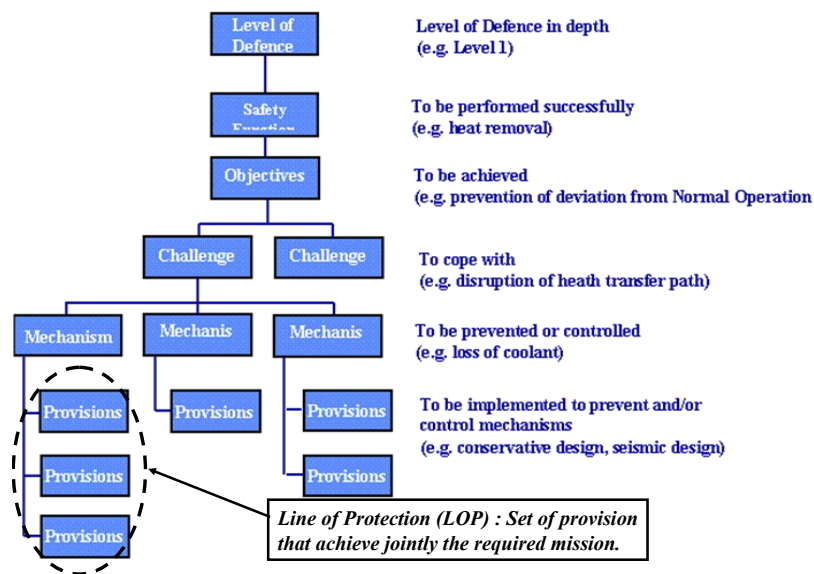 Level of
Defence
Level of Defence in depth
(e.g. Level 1)
Safety
Function
To be performed successfully
(e.g. heat removal)
Objectives
To be achieved
(e.g. prevention of deviation from Normal Operation
Challenge
Challenge
To cope with
(e.g. disruption of heath transfer path)
Mechanism
Mechanis
Mechanis
To be prevented or controlled
(e.g. loss of coolant)
Provisions
Provisions
Provisions
To be implemented to prevent and/or
control mechanisms
(e.g. conservative design, seismic design)
Provisions
Provisions
Provisions
Line of Protection (LOP) : Set of provision
that achieve jointly the required mission.